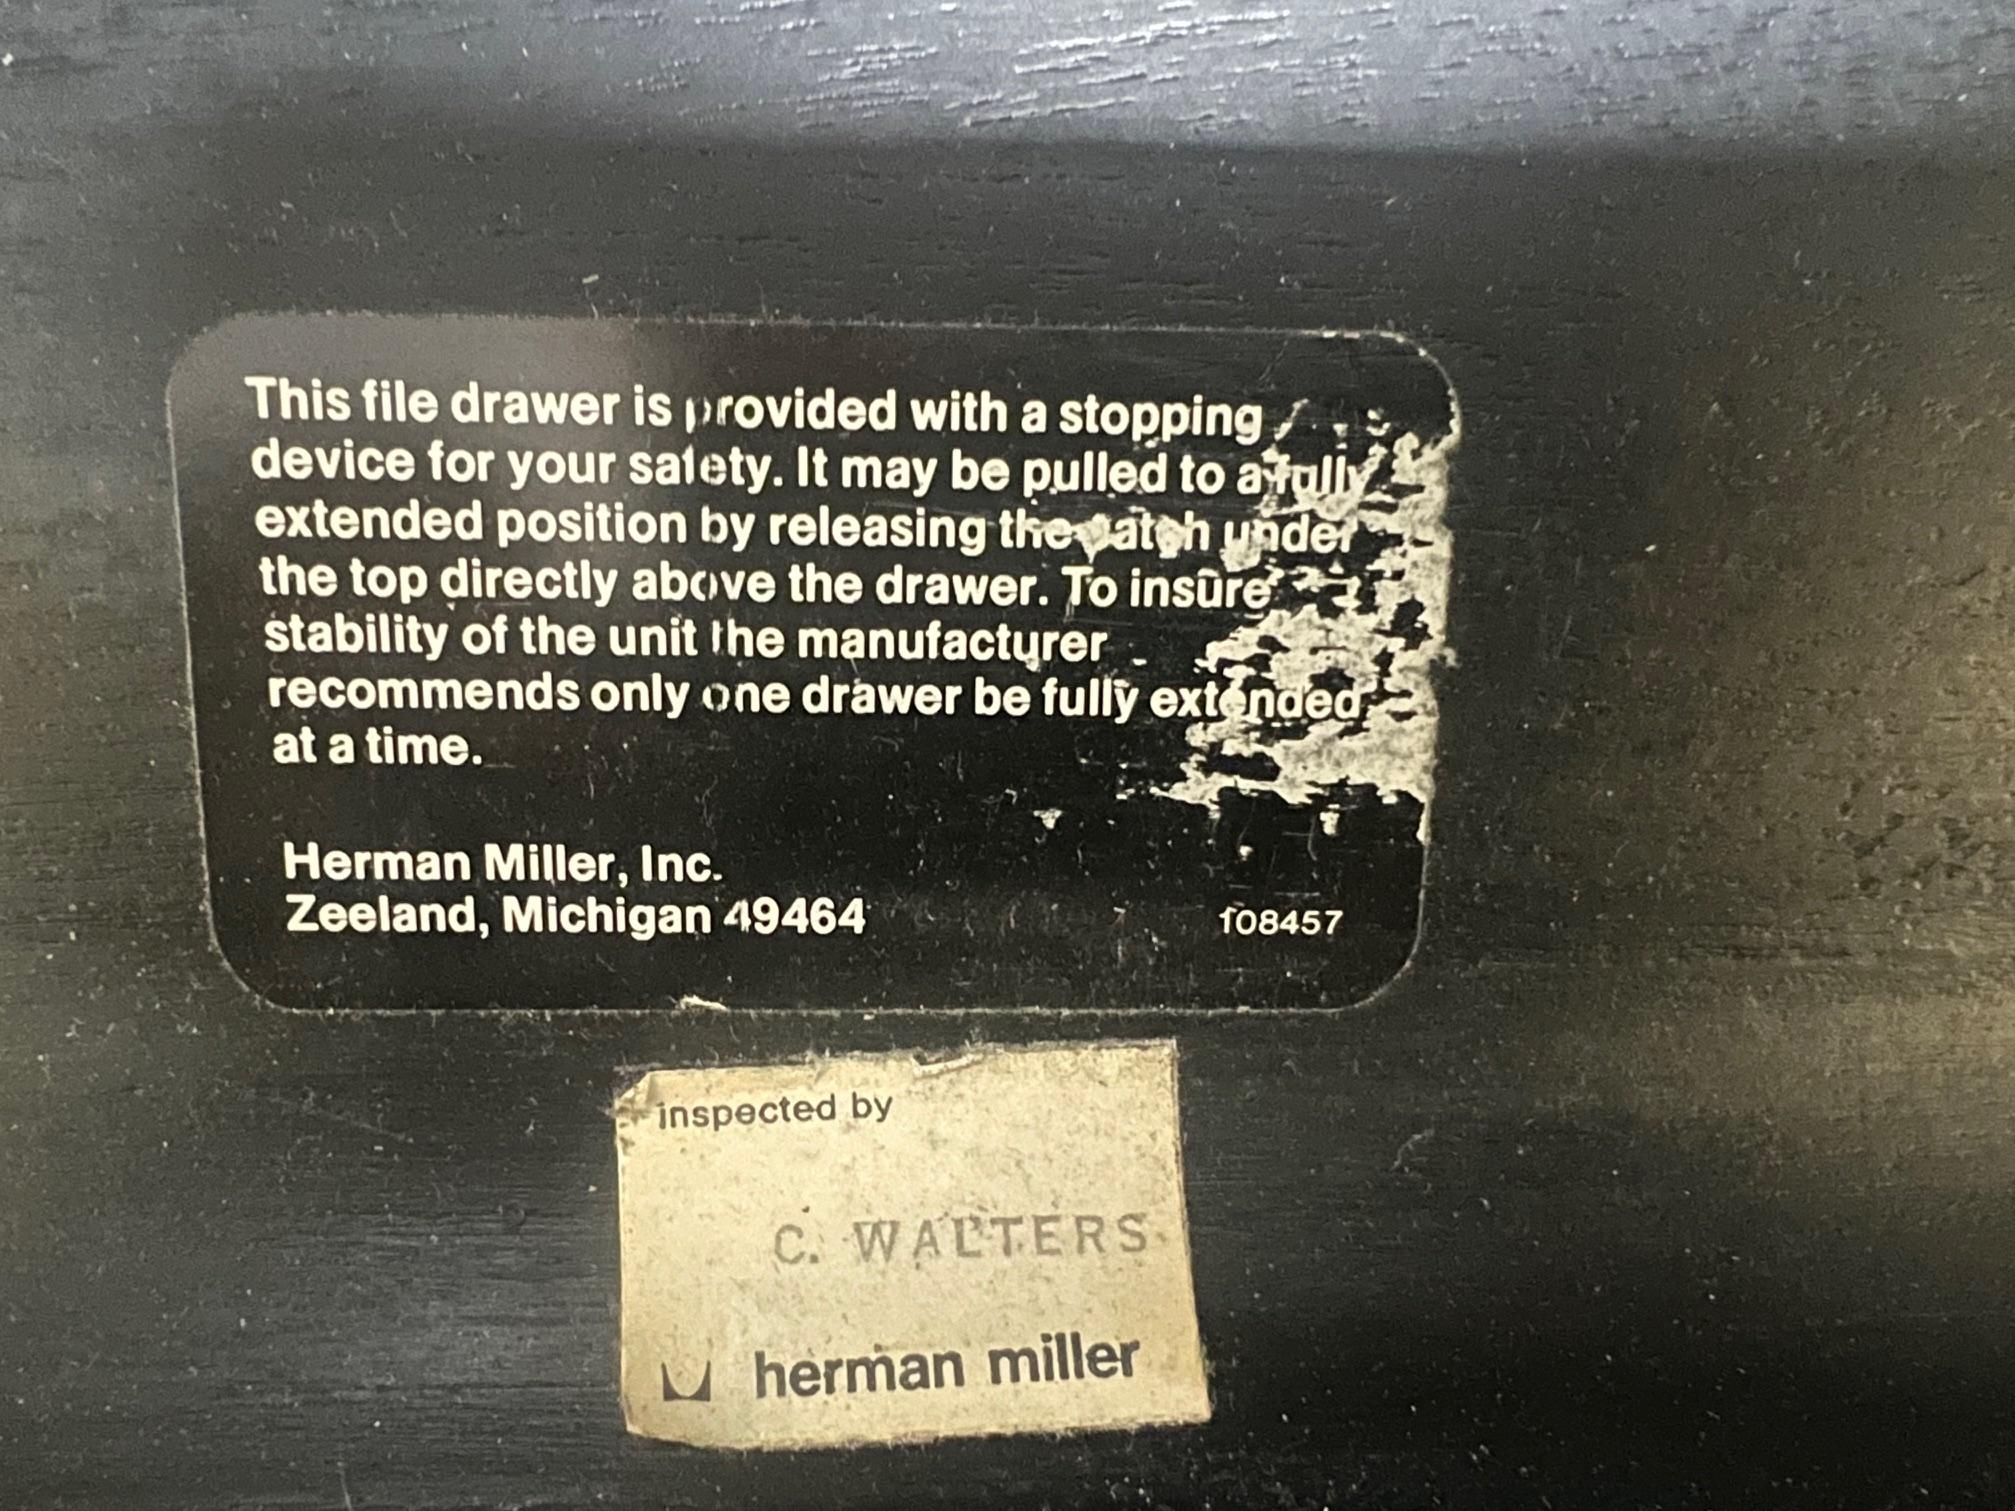 This file drawer is provided with a stopping
device for your safety. It may be pulled to a fully
extended position by releasing the catch under
the top directly above the drawer. To insure
stability of the unit the manufacturer
recommends only one drawer be fully extended
at a time.
Herman Miller, Inc.
Zeeland, Michigan 49464
108457
inspected by
C. WALTERS
herman miller